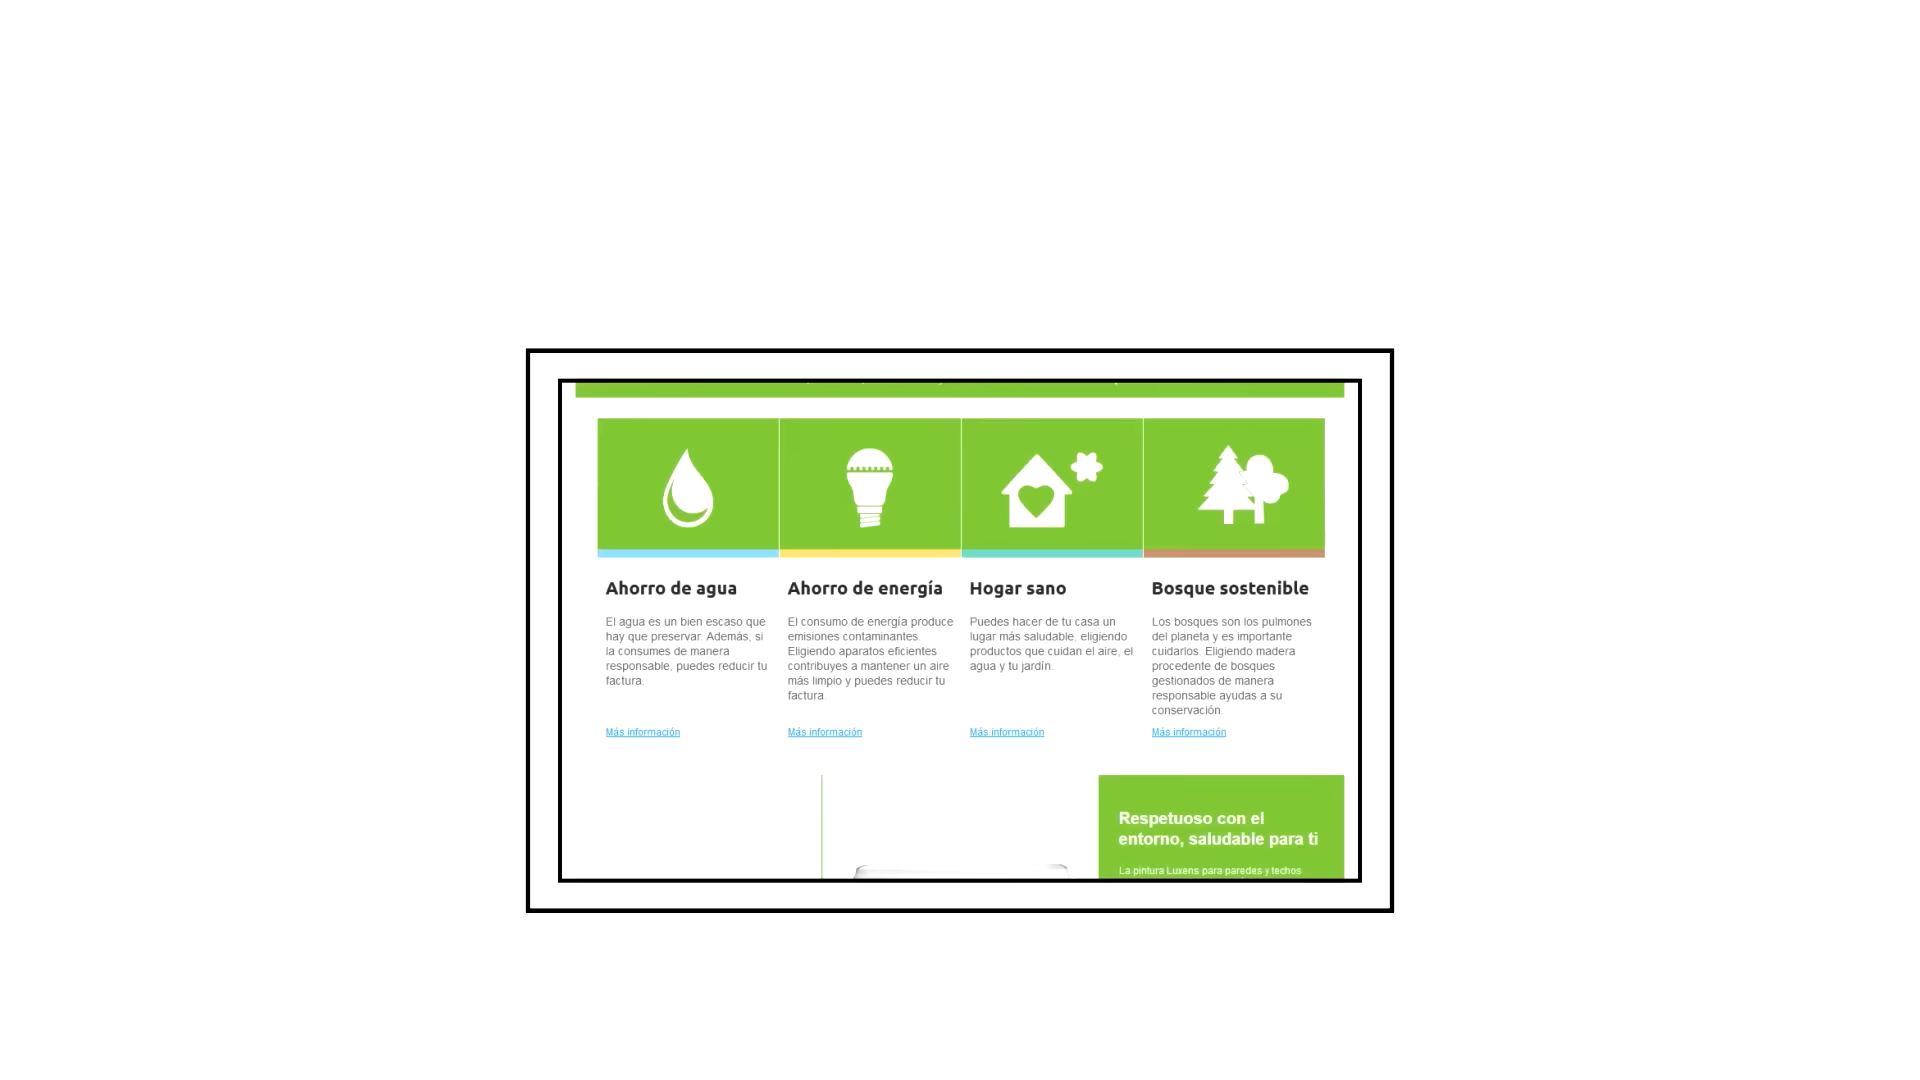 Ahorro de agua
El agua es un bien escaso que
hay que preservar. Además, si
la consumes de manera
responsable, puedes reducir tu
factura.
Más información
Ahorro de energía
El consumo de energía produce
emisiones contaminantes.
Eligiendo aparatos eficientes
contribuyes a mantener un aire
más limpio y puedes reducir tu
factura.
Más información
Hogar sano
Puedes hacer de tu casa un
lugar más saludable, eligiendo
productos que cuidan el aire, el
agua y tu jardín.
Más información
Bosque sostenible
Los bosques son los pulmones
del planeta y es importante
cuidarlos. Eligiendo madera
procedente de bosques
gestionados de manera
responsable ayudas a su
conservación.
Más información
Respetuoso con el
entorno, saludable para ti
La pintura Luxens para paredes y techos